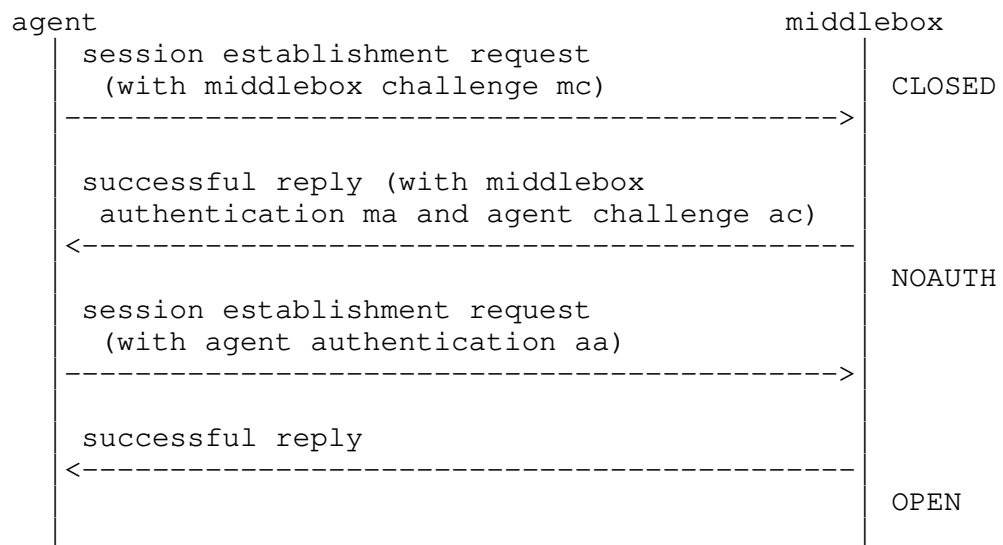 agent middlebox
session establishment request
(with middlebox challenge mc) CLOSED
successful reply (with middlebox
authentication ma and agent challenge ac)
NOAUTH
session establishment request
(with agent authentication aa)
successful reply
OPEN